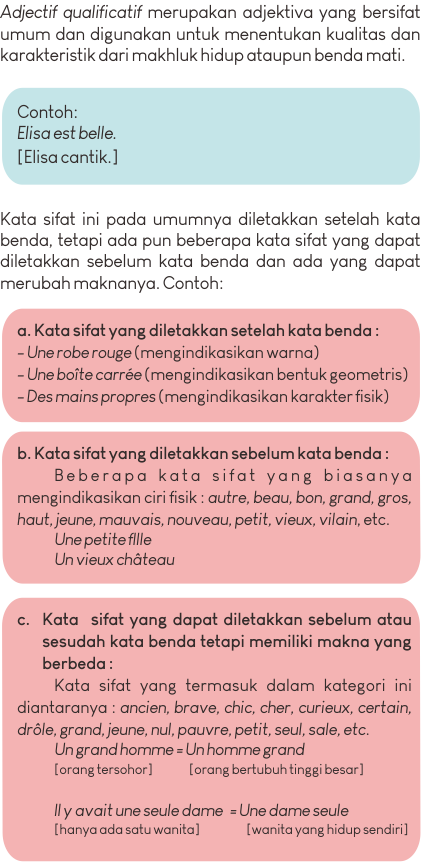 Adjectif qualificatif merupakan adjektiva yang bersifat
umum dan digunakan untuk menentukan kualitas dan
karakteristik dari makhluk hidup ataupun benda mati.
Contoh:
Elisa est belle.
[Elisa cantik.]
Kata sifat ini pada umumnya diletakkan setelah kata
benda, tetapi ada pun beberapa kata sifat yang dapat
diletakkan sebelum kata benda dan ada yang dapat
merubah maknanya. Contoh:
a. Kata sifat yang diletakkan setelah kata benda :
- Une robe rouge (mengindikasikan warna)
- Une boîte carrée (mengindikasikan bentuk geometris)
- Des mains propres (mengindikasikan karakter fisik)
b. Kata sifat yang diletakkan sebelum kata benda :
Beberapa kata sifat yang biasanya
mengindikasikan ciri fisik : autre, beau, bon, grand, gros,
haut, jeune, mauvais, nouveau, petit, vieux, vilain, etc.
Une petite fllle
Un vieux château
c. Kata sifat yang dapat diletakkan sebelum atau
sesudah kata benda tetapi memiliki makna yang
berbeda :
Kata sifat yang termasuk dalam kategori ini
diantaranya : ancien, brave, chic, cher, curieux, certain,
drôle, grand, jeune, nul, pauvre, petit, seul, sale, etc.
Un grand homme = Un homme grand
[orang tersohor] [orang bertubuh tinggi besar]
Il y avait une seule dame = Une dame seule
[hanya ada satu wanita] [wanita yang hidup sendiri]